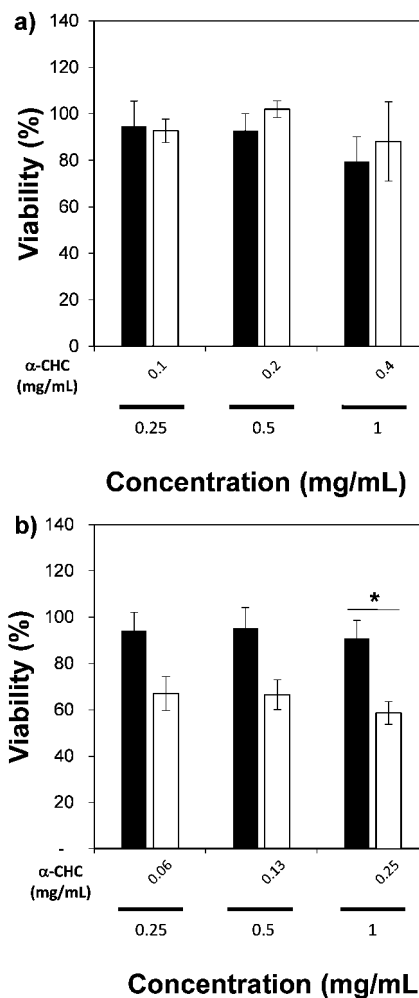 a)
140
120
100
80
60
40
20
0
Viability (%)
α-CHC
(mg/mL)
0.1
0.2
0.4
0.25
0.5
1
Concentration (mg/mL)
b)
140
120
100
80
60
40
20
-
Viability (%)
*
α-CHC
(mg/mL)
0.06
0.13
0.25
0.25
0.5
1
Concentration (mg/mL